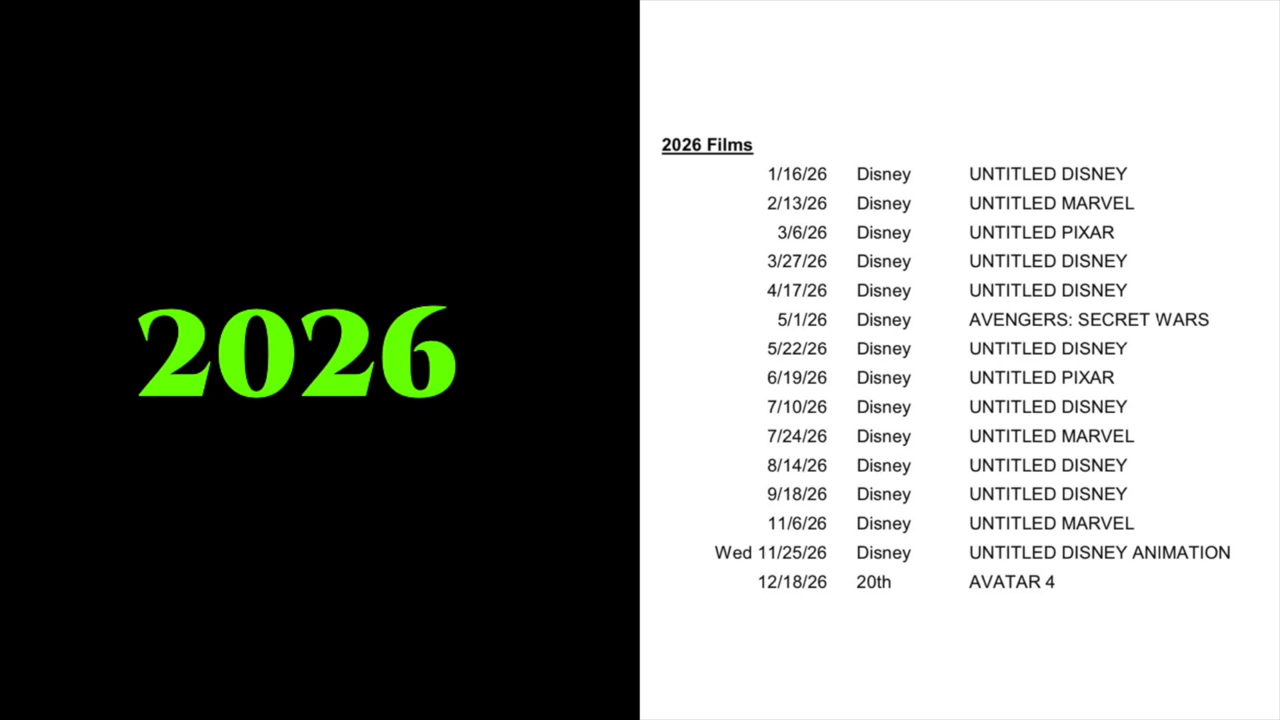 2026
2026 Films
1/16/26 Disney UNTITLED DISNEY
2/13/26 Disney UNTITLED MARVEL
3/6/26 Disney UNTITLED PIXAR
3/27/26 Disney UNTITLED DISNEY
4/17/26 Disney UNTITLED DISNEY
5/1/26 Disney AVENGERS: SECRET WARS
5/22/26 Disney UNTITLED DISNEY
6/19/26 Disney UNTITLED PIXAR
7/10/26 Disney UNTITLED DISNEY
7/24/26 Disney UNTITLED MARVEL
8/14/26 Disney UNTITLED DISNEY
9/18/26 Disney UNTITLED DISNEY
11/6/26 Disney UNTITLED MARVEL
Wed 11/25/26 Disney UNTITLED DISNEY ANIMATION
12/18/26 20th AVATAR 4